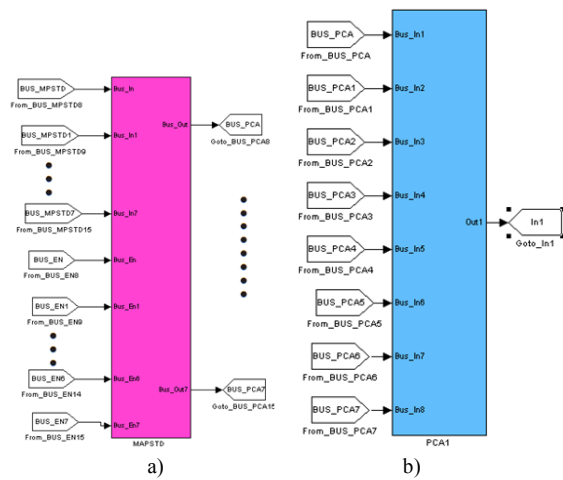 BUS_MPSTD
From_BUS_MPSTD8
BUS_MPSTD1
From_BUS_MPSTD9
BUS_MPSTD7
From_BUS_MPSTD15
BUS_EN
From_BUS_EN8
BUS_EN1
From_BUS_EN9
BUS_EN6
From_BUS_EN14
BUS_EN7
From_BUS_EN15
Bus_In
Bus_In1
Bus_In7
Bus_En
Bus_En1
Bus_En6
Bus_En7
Bus_Out
Bus_Out7
MAPSTD
BUS_PCA
Goto_BUS_PCA8
BUS_PCA7
Goto_BUS_PCA15
a)
BUS_PCA
From_BUS_PCA
BUS_PCA1
From_BUS_PCA1
BUS_PCA2
From_BUS_PCA2
BUS_PCA3
From_BUS_PCA3
BUS_PCA4
From_BUS_PCA4
BUS_PCA5
From_BUS_PCA5
BUS_PCA6
From_BUS_PCA6
BUS_PCA7
From_BUS_PCA7
Bus_In1
Bus_In2
Bus_In3
Bus_In4
Bus_In5
Bus_In6
Bus_In7
Bus_In8
Out1
PCA1
In1
Goto_In1
b)